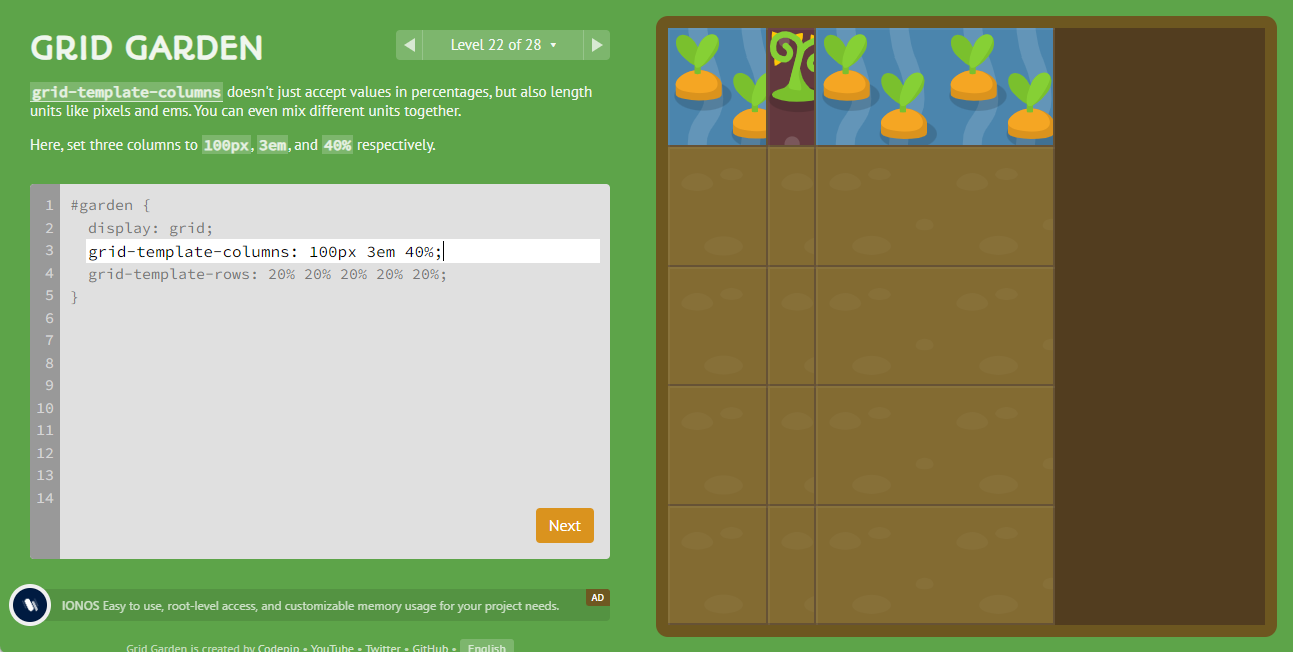 GRID GARDEN
Level 22 of 28
grid-template-columns doesn't just accept values in percentages, but also length
units like pixels and ems. You can even mix different units together.
Here, set three columns to 100px, 3em, and 40% respectively.
1 #garden {
2 display: grid;
3 grid-template-columns: 100px 3em 40%;
4 grid-template-rows: 20% 20% 20% 20% 20%;
5 }
6
7
8
9
10
11
12
13
14
Next
AD
IONOS Easy to use, root-level access, and customizable memory usage for your project needs.
Grid Garden is created by Codepip • YouTube • Twitter • GitHub • English